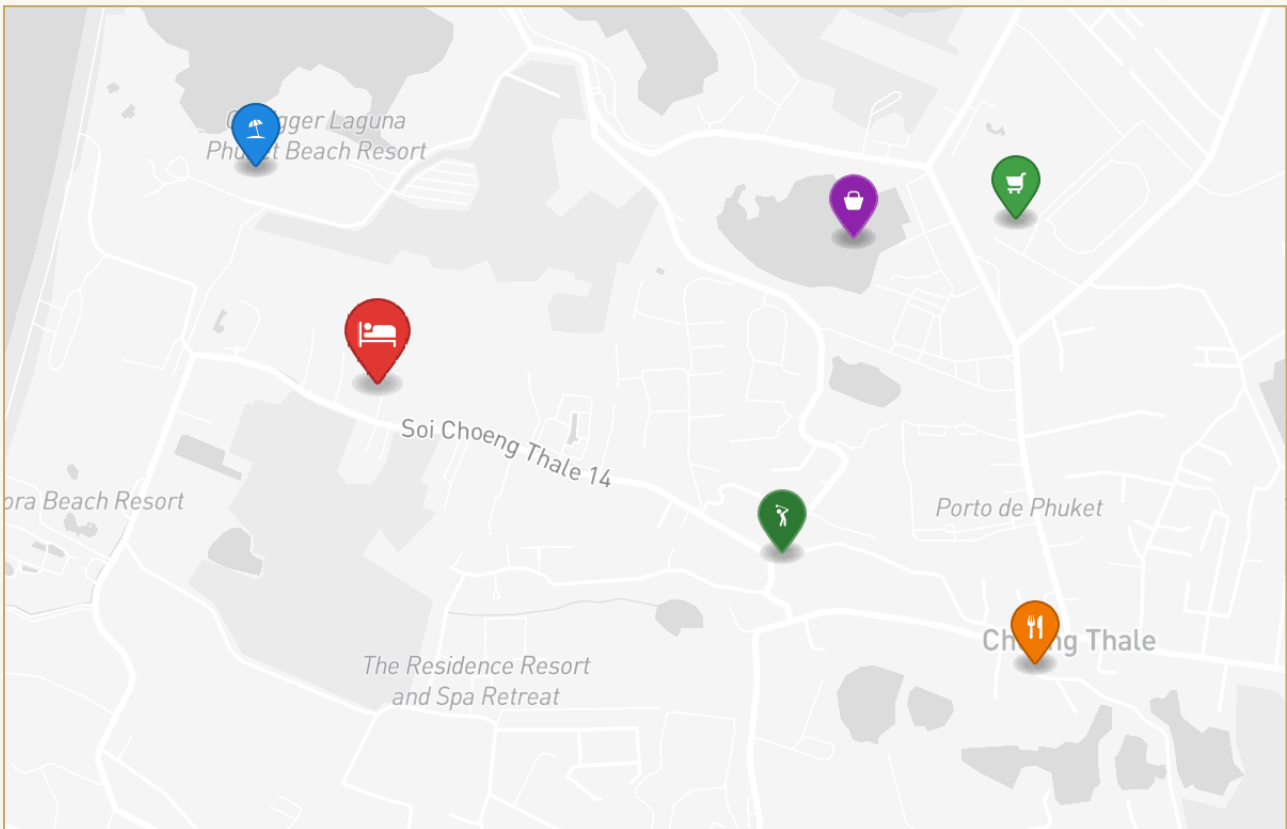 Laguna
Beach Resort
Soi Choeng Thale 14
ora Beach Resort
Porto de Phuket
Thale
The Residence Resort
and Spa Retreat